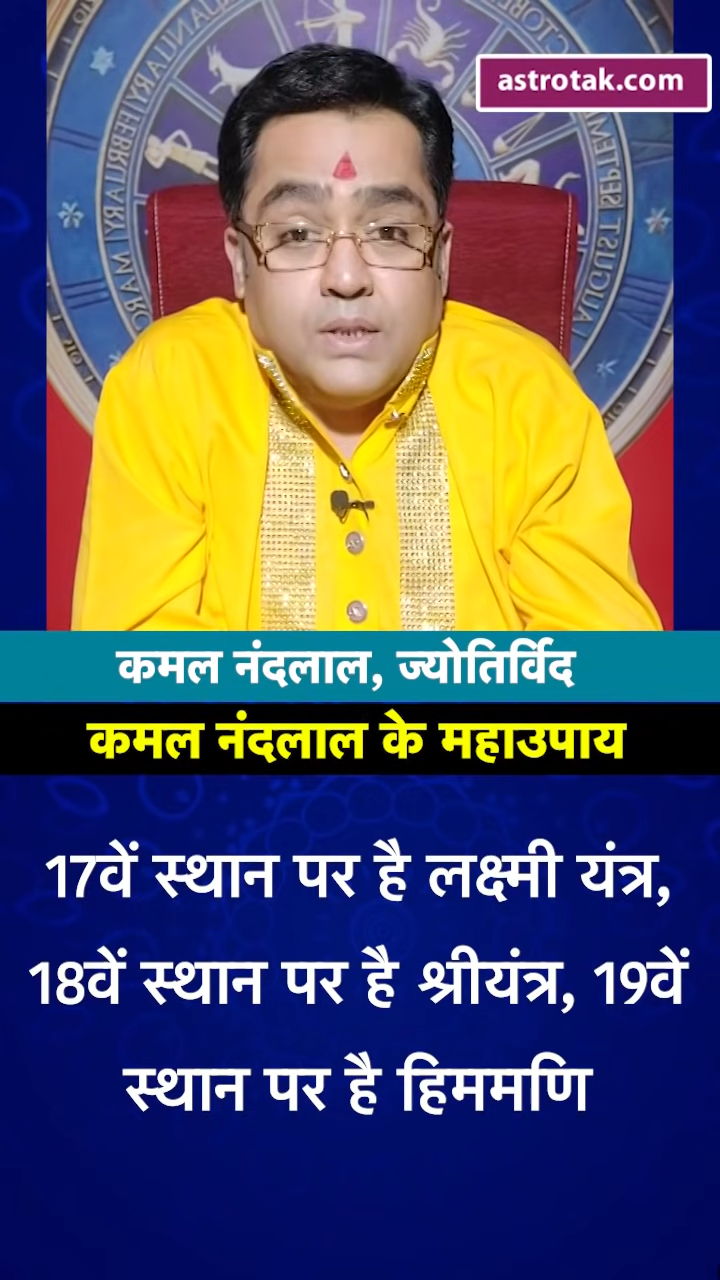 astrotak.com
कमल नंदलाल, ज्योतिर्विद
कमल नंदलाल के महाउपाय
17वें स्थान पर है लक्ष्मी यंत्र,
18वें स्थान पर है श्रीयंत्र, 19वें
स्थान पर है हिममणि